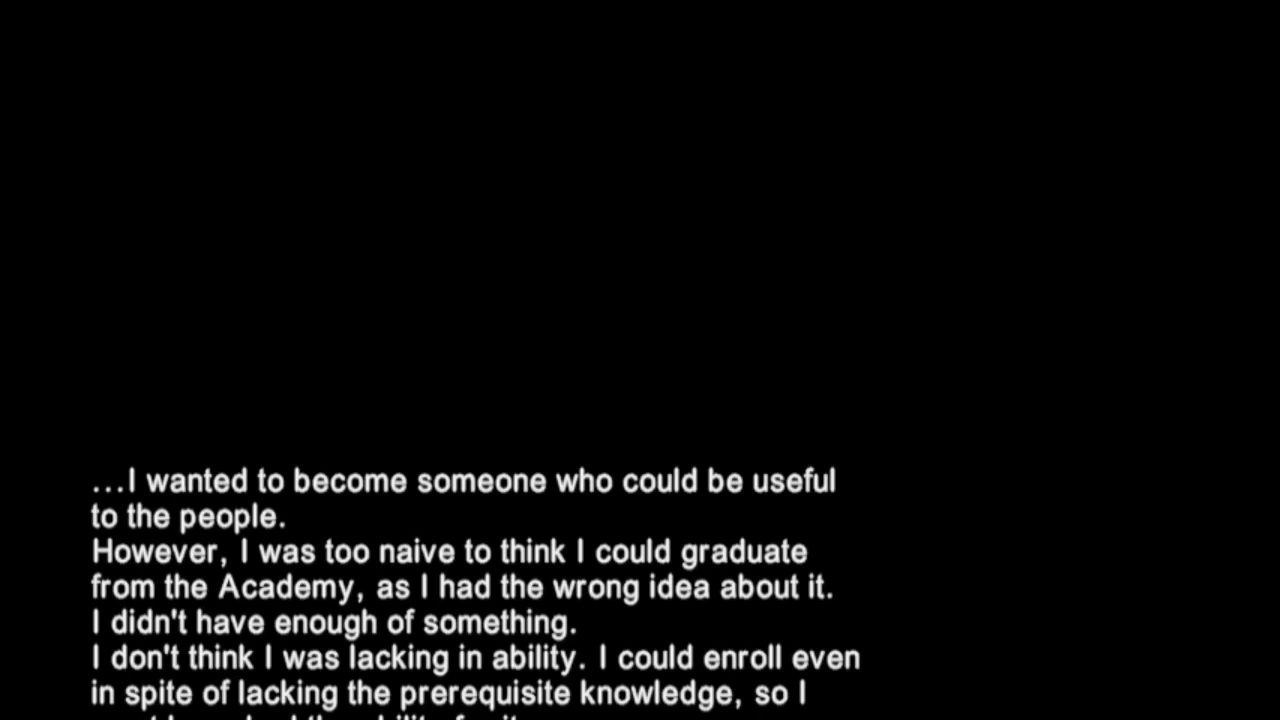 ...I wanted to become someone who could be useful
to the people.
However, I was too naive to think I could graduate
from the Academy, as I had the wrong idea about it.
I didn't have enough of something.
I don't think I was lacking in ability. I could enroll even
in spite of lacking the prerequisite knowledge, so I